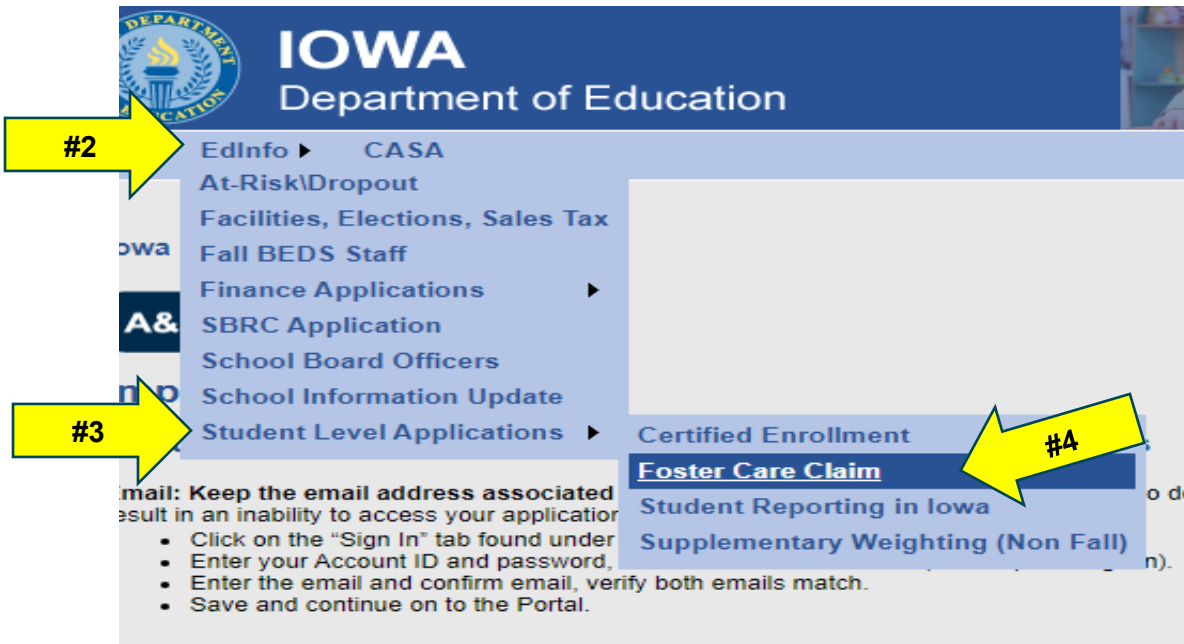 DEPARTMENT
EDUCATION
IOWA
Department of Education
#2
EdInfo CASA
At-Risk\Dropout
Facilities, Elections, Sales Tax
owa
Fall BEDS Staff
Finance Applications
A&
SBRC Application
School Board Officers
School Information Update
#3
Student Level Applications
Certified Enrollment
#4
Foster Care Claim
Student Reporting in Iowa
Supplementary Weighting (Non Fall)
mail: Keep the email address associated
esult in an inability to access your application
• Click on the “Sign In” tab found under
• Enter your Account ID and password,
• Enter the email and confirm email, verify both emails match.
• Save and continue on to the Portal.